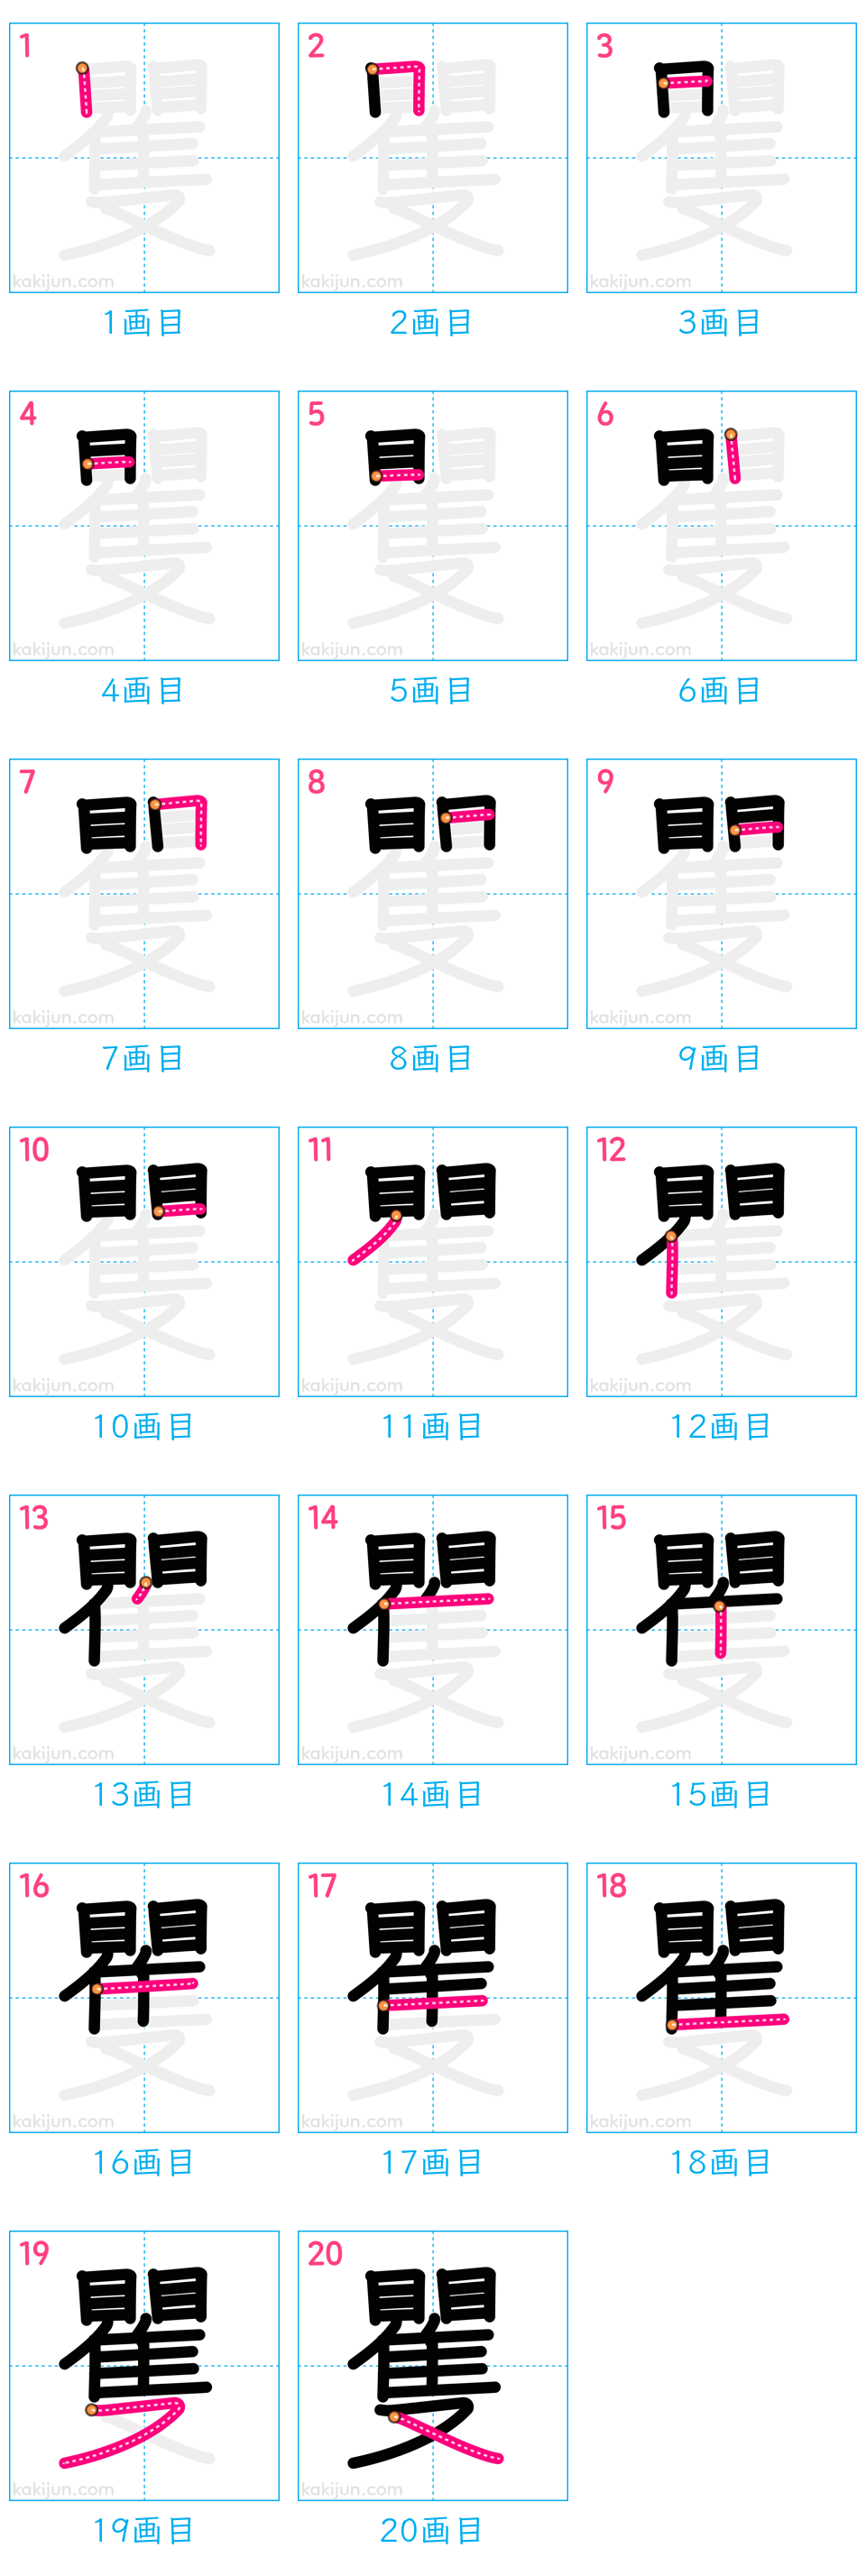 1 2 3
kakijun.com kakijun.com kakijun.com
1画目 2画目 3画目
4 5 6
kakijun.com kakijun.com kakijun.com
4画目 5画目 6画目
7 8 9
kakijun.com kakijun.com kakijun.com
7画目 8画目 9画目
10 11 12
kakijun.com kakijun.com kakijun.com
10画目 11画目 12画目
13 14 15
kakijun.com kakijun.com kakijun.com
13画目 14画目 15画目
16 17 18
kakijun.com kakijun.com kakijun.com
16画目 17画目 18画目
19 20
矍
kakijun.com kakijun.com
19画目 20画目